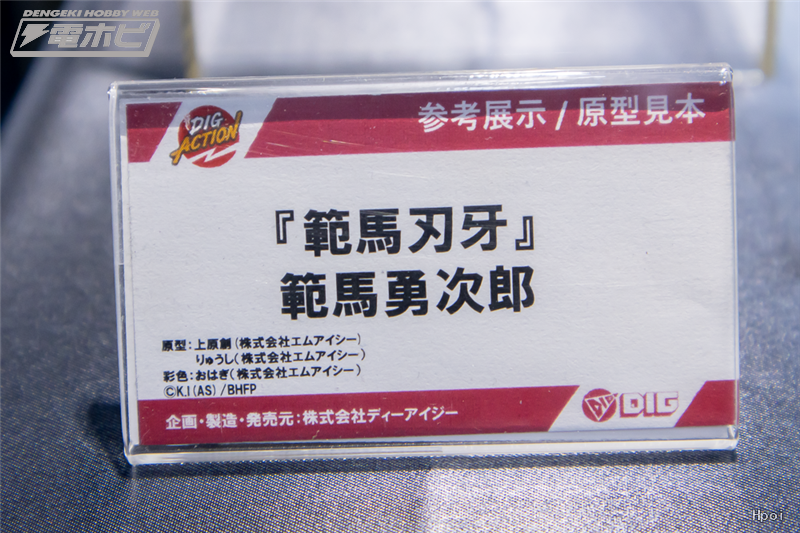 DENGEKI HOBBY WEB
電ホビ
DIG
ACTION
参考展示 / 原型見本
『範馬刃牙』
範馬勇次郎
原型：上原創(株式会社エムアイシー)
りゅうし(株式会社エムアイシー)
彩色：おはぎ(株式会社エムアイシー)
©K.I(AS)/BHFP
企画・製造・発売元：株式会社ディーアイジー
DIG DIG
Hpoi